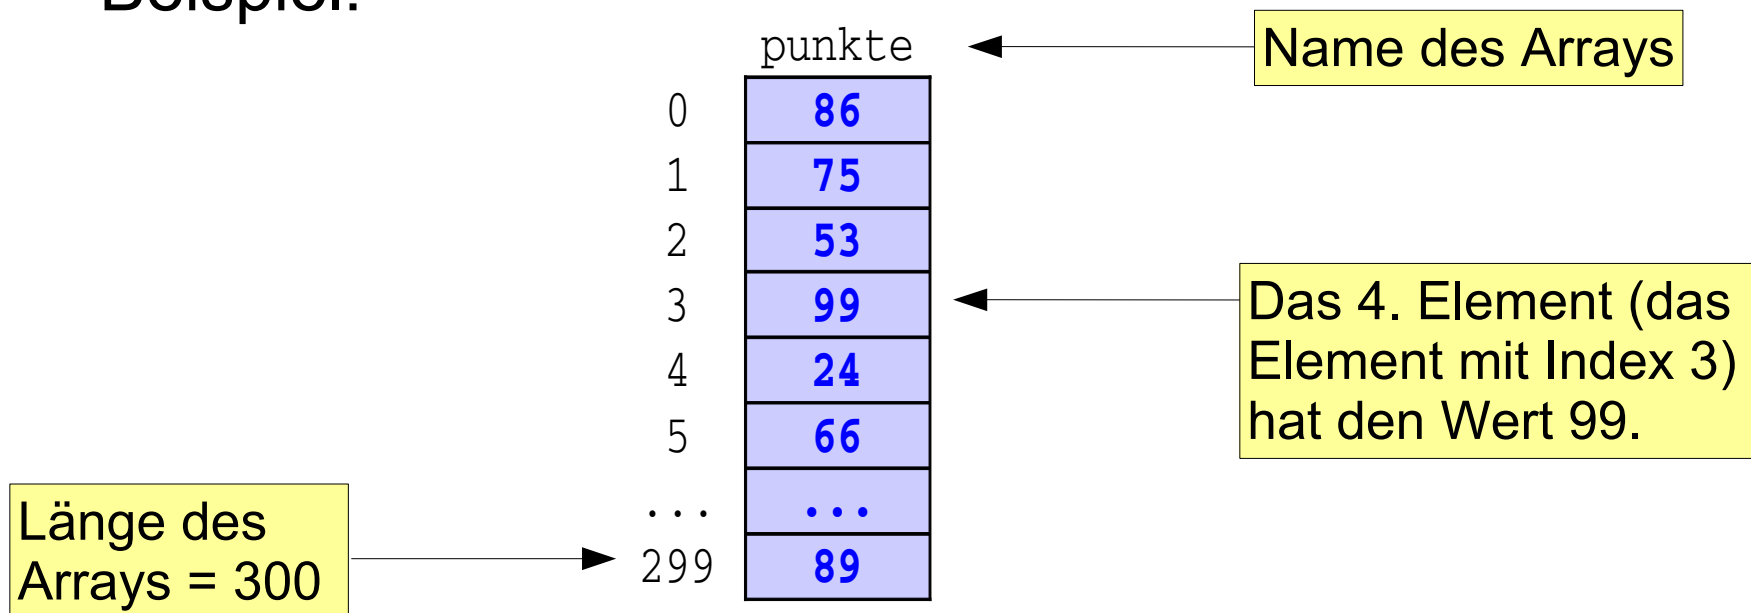 Beispiel:
punkte
Name des Arrays
0 86
1 75
2 53
3 99
Das 4. Element (das
Element mit Index 3)
hat den Wert 99.
4 24
5 66
... ...
299 89
Länge des
Arrays = 300